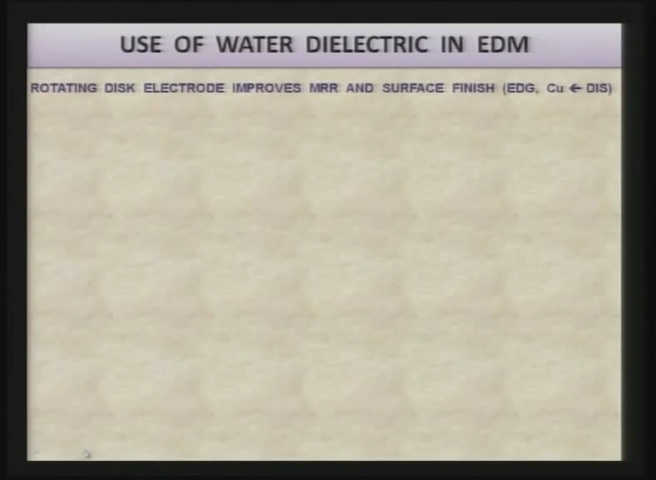 USE OF WATER DIELECTRIC IN EDM
ROTATING DISK ELECTRODE IMPROVES MRR AND SURFACE FINISH (EDG, Cu ← DIS)